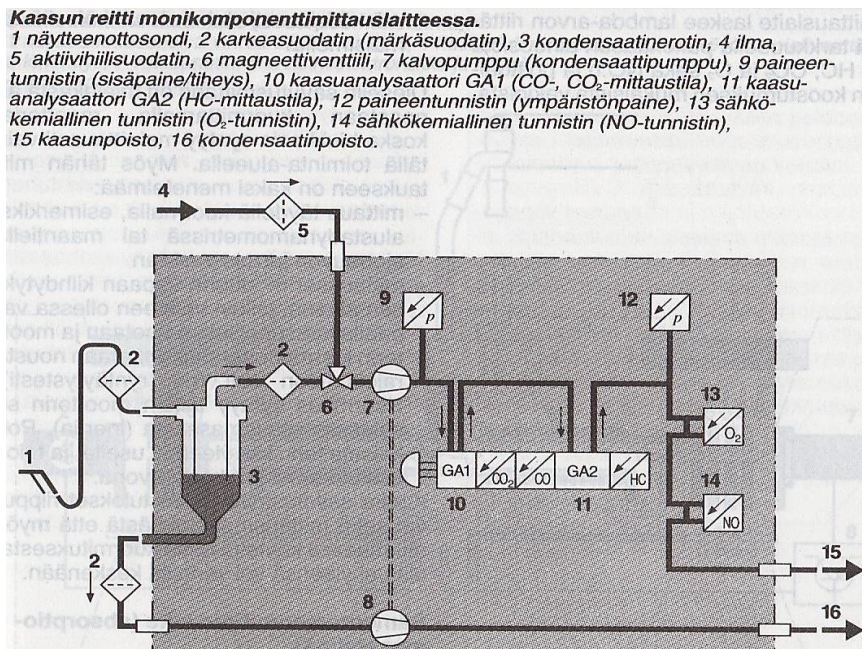 Kaasun reitti monikomponenttimittauslaitteessa.
1 näytteenottosondi, 2 karkeasuodatin (märkäsuodatin), 3 kondensaatinerotin, 4 ilma,
5 aktiivihiilisuodatin, 6 magneettiventtiili, 7 kalvopumppu (kondensaattipumppu), 9 paineen-
tunnistin (sisäpaine/tiheys), 10 kaasuanalysaattori GA1 (CO– CO₂-mittaustila), 11 kaasu-
analysaattori GA2 (HC-mittaustila), 12 paineentunnistin (ympäristönpaine), 13 sähkö-
kemiallinen tunnistin (O₂-tunnistin), 14 sähkökemiallinen tunnistin (NO-tunnistin),
15 kaasunpoisto, 16 kondensaatinpoisto.
4
5
9
p
12
p
2
2
6
7
13
O₂
3
GA1
CO₂
CO
GA2
HC
10
11
14
NO
2
15
8
16